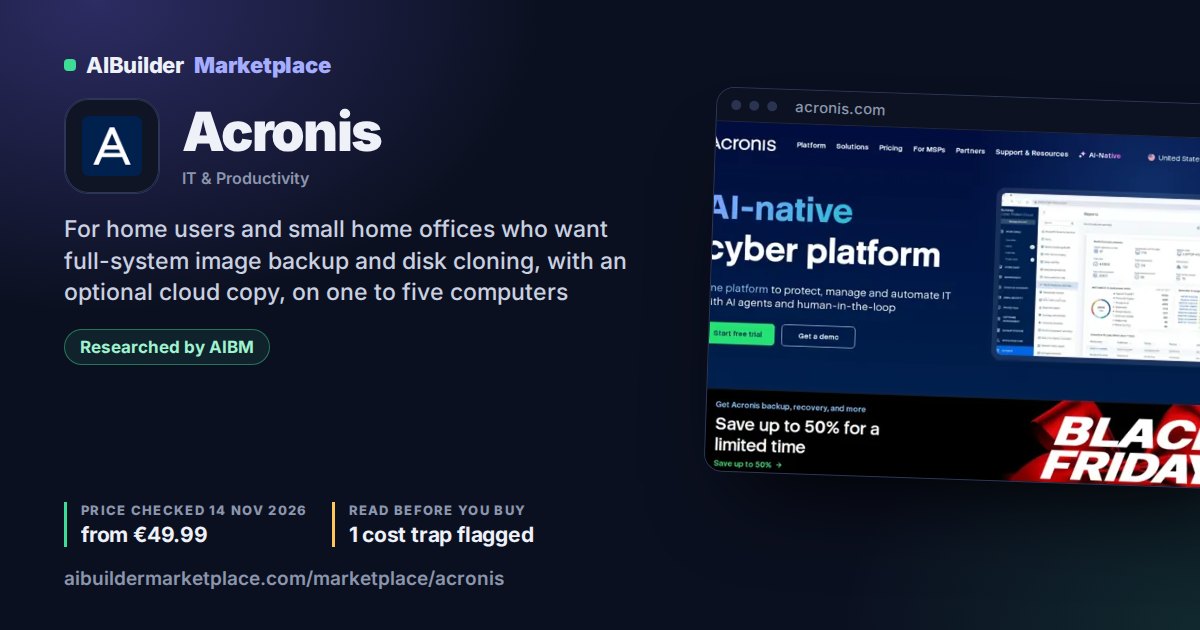 AIBuilder Marketplace
Acronis
IT & Productivity
For home users and small home offices who want
full-system image backup and disk cloning, with an
optional cloud copy, on one to five computers
Researched by AIBM
PRICE CHECKED 14 NOV 2026
from €49.99
READ BEFORE YOU BUY
1 cost trap flagged
aibuildermarketplace.com/marketplace/acronis
acronis.com
Acronis
Platform Solutions Pricing For MSPs Partners Support & Resources AI-Native United State
AI-native
cyber platform
ne platform to protect, manage and automate IT
ith AI agents and human-in-the-loop
Start free trial
Get a demo
Get Acronis backup, recovery, and more
Save up to 50% for a
limited time
Save up to 50% →
BLAC
FRIDAY